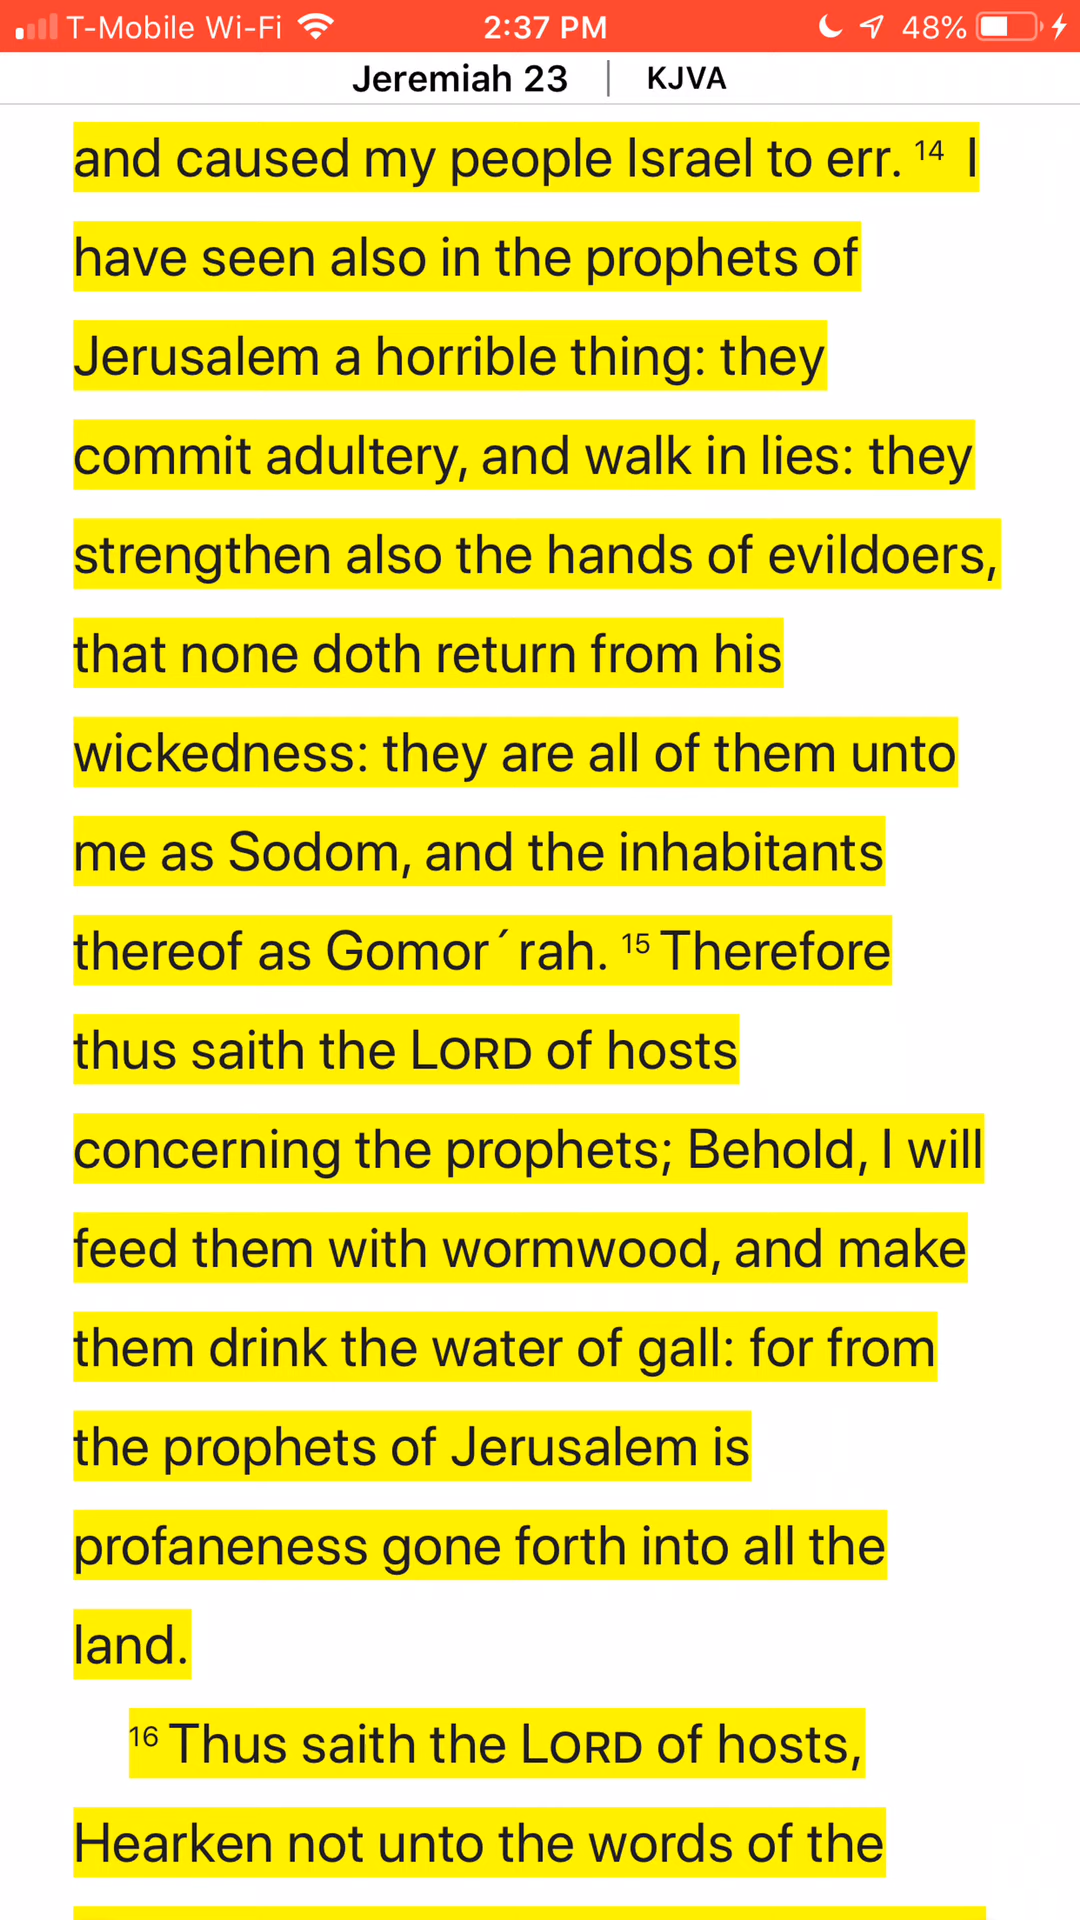 T-Mobile Wi-Fi 2:37 PM 48%
Jeremiah 23 | KJVA
and caused my people Israel to err. 14 I
have seen also in the prophets of
Jerusalem a horrible thing: they
commit adultery, and walk in lies: they
strengthen also the hands of evildoers,
that none doth return from his
wickedness: they are all of them unto
me as Sodom, and the inhabitants
thereof as Gomor´rah. 15 Therefore
thus saith the LORD of hosts
concerning the prophets; Behold, I will
feed them with wormwood, and make
them drink the water of gall: for from
the prophets of Jerusalem is
profaneness gone forth into all the
land.
16 Thus saith the LORD of hosts,
Hearken not unto the words of the